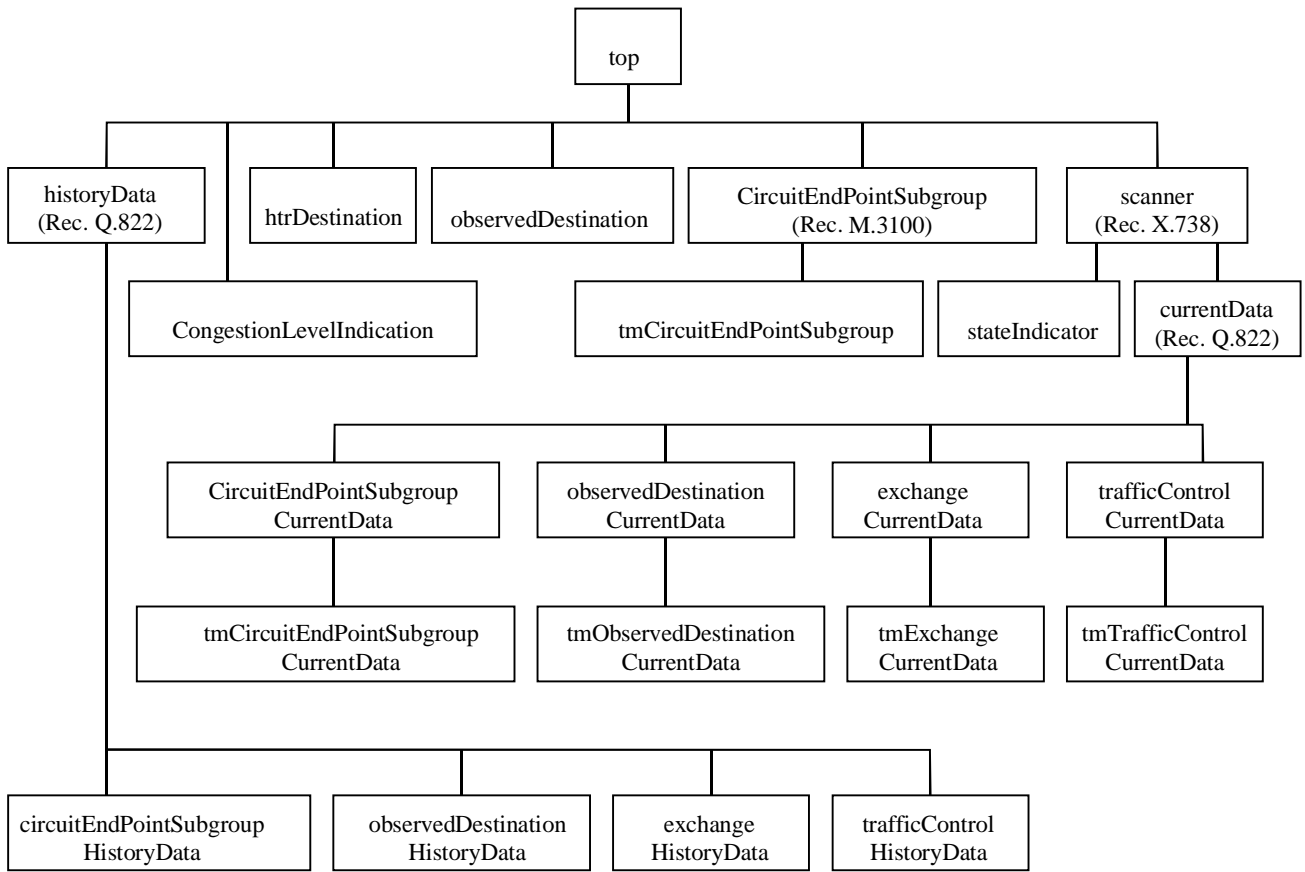 top
historyData
(Rec. Q.822)
htrDestination
observedDestination
CircuitEndPointSubgroup
(Rec. M.3100)
scanner
(Rec. X.738)
CongestionLevelIndication
tmCircuitEndPointSubgroup
stateIndicator
currentData
(Rec. Q.822)
CircuitEndPointSubgroup
CurrentData
observedDestination
CurrentData
exchange
CurrentData
trafficControl
CurrentData
tmCircuitEndPointSubgroup
CurrentData
tmObservedDestination
CurrentData
tmExchange
CurrentData
tmTrafficControl
CurrentData
circuitEndPointSubgroup
HistoryData
observedDestination
HistoryData
exchange
HistoryData
trafficControl
HistoryData